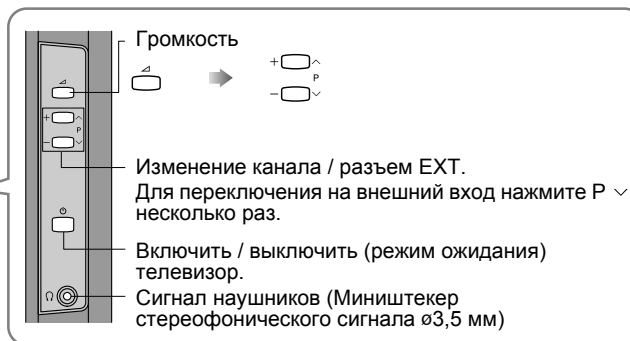 Громкость
+ P −
Изменение канала / разъем EXT.
Для переключения на внешний вход нажмите P ∨
несколько раз.
Включить / выключить (режим ожидания)
телевизор.
Сигнал наушников (Миништекер
стереофонического сигнала ø3,5 мм)
+ P −